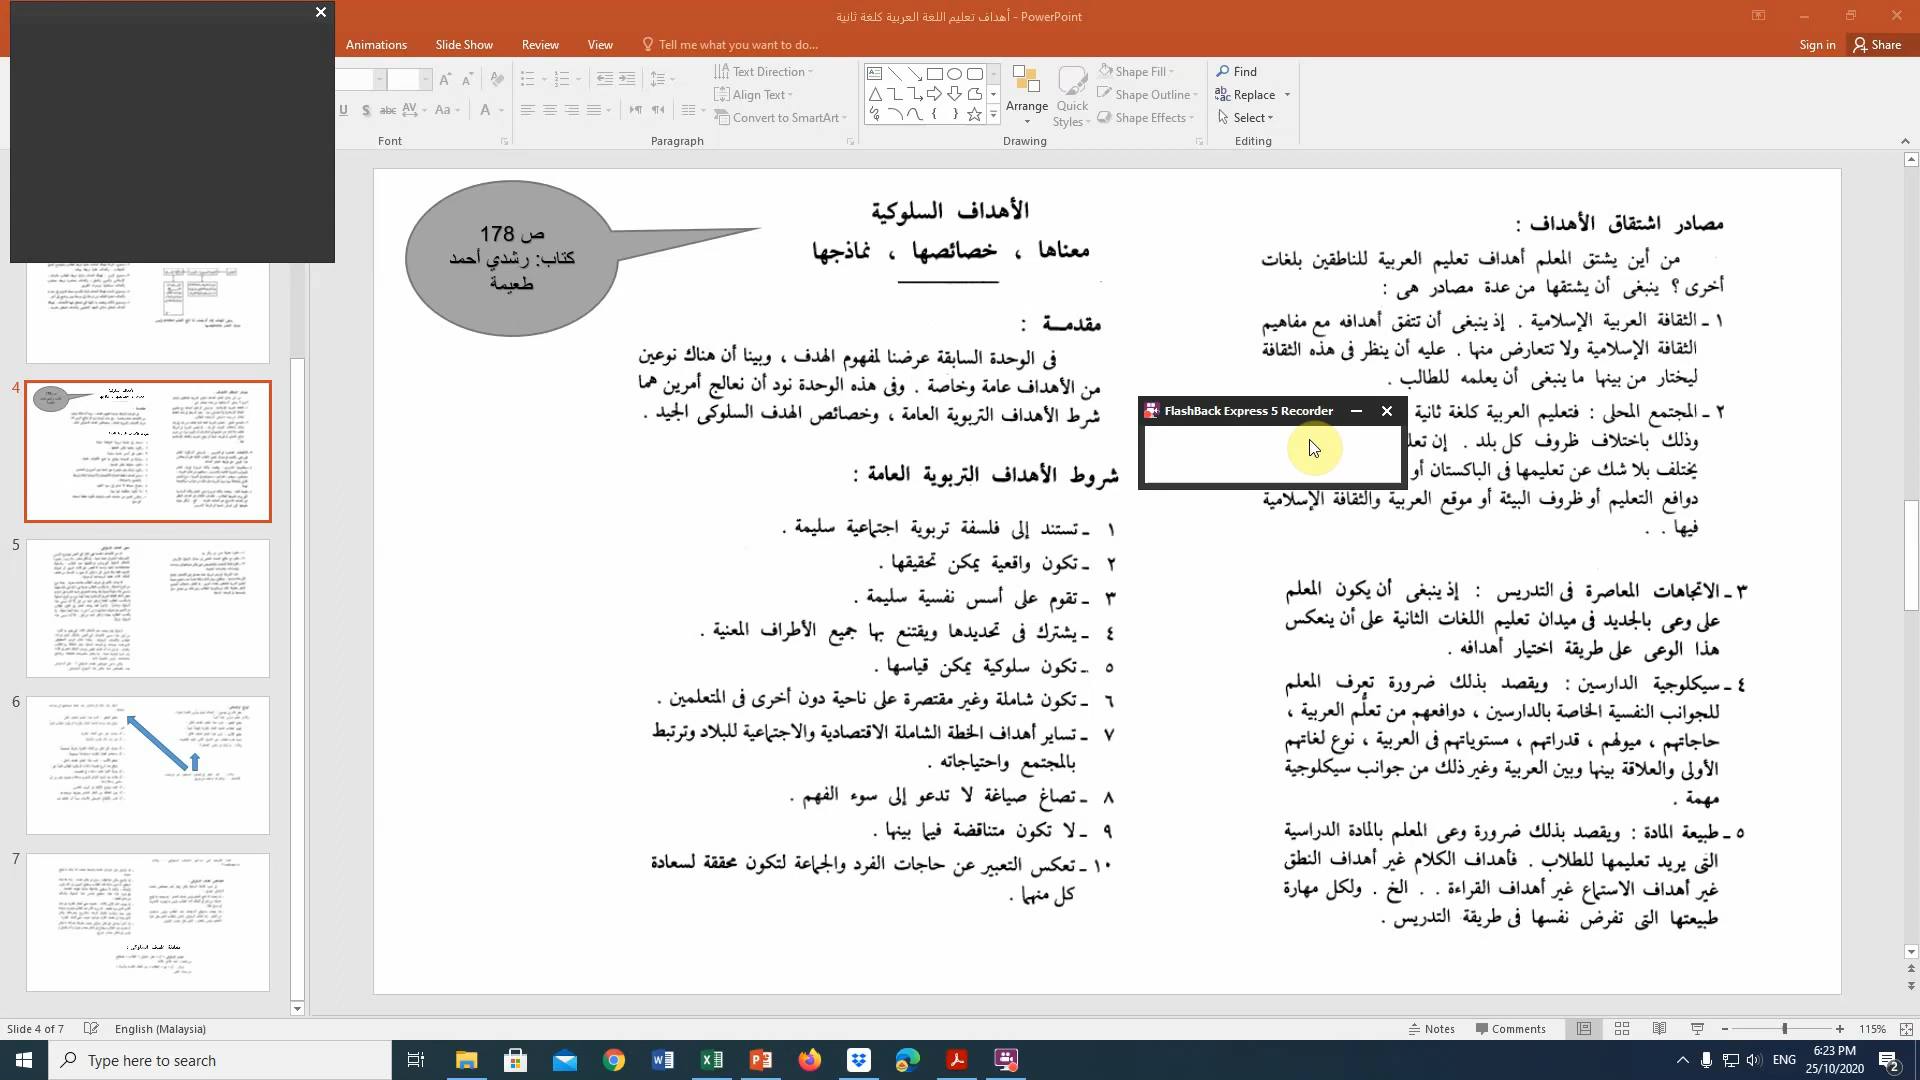 أهداف تعليم اللغة العربية كلغة ثانية - PowerPoint
Animations
Slide Show
Review
View
Tell me what you want to do...
Sign in
Share
Text Direction
Align Text
Convert to SmartArt
Arrange
Quick
Styles
Shape Fill
Shape Outline
Shape Effects
Find
Replace
Select
Font
Paragraph
Drawing
Editing
4
5
6
7
ص 178
كتاب: رشدي أحمد
طعيمة
مصادر اشتقاق الأهداف :
من أين يشتق المعلم أهداف تعليم العربية للناطقين بلغات
أخرى ؟ ينبغى أن يشتقها من عدة مصادر هى :
١ ـ الثقافة العربية الإسلامية . إذ ينبغى أن تتفق أهدافه مع مفاهيم
الثقافة الإسلامية ولا تتعارض منها . عليه أن ينظر فى هذه الثقافة
ليختار من بينها ما ينبغى أن يعلمه للطالب .
٢ ـ المجتمع المحلى : فتعليم العربية كلغة ثانية
وذلك باختلاف ظروف كل بلد . إن
يختلف بلا شك عن تعليمها فى الباكستان أو
دوافع التعليم أو ظروف البيئة أو موقع العربية والثقافة الإسلامية
فيها . .
٣ ـ الاتجاهات المعاصرة فى التدريس : إذ ينبغى أن يكون المعلم
على وعى بالجديد فى ميدان تعليم اللغات الثانية على أن ينعكس
هذا الوعى على طريقة اختيار أهدافه .
٤ ـ سيكلوجية الدارسين : ويقصد بذلك ضرورة تعرف المعلم
للجوانب النفسية الخاصة بالدارسين ، دوافعهم من تعلُّم العربية ،
حاجاتهم ، ميولهم ، قدراتهم ، مستوياتهم فى العربية ، نوع لغاتهم
الأولى والعلاقة بينها وبين العربية وغير ذلك من جوانب سيكلوجية
مهمة .
٥ ـ طبيعة المادة : ويقصد بذلك ضرورة وعى المعلم بالمادة الدراسية
التى يريد تعليمها للطلاب . فأهداف الكلام غير أهداف النطق
غير أهداف الاستماع غير أهداف القراءة . . الخ . ولكل مهارة
طبيعتها التى تفرض نفسها فى طريقة التدريس .
الأهداف السلوكية
معناها ، خصائصها ، نماذجها
مقدمـــة :
فى الوحدة السابقة عرضنا لمفهوم الهدف ، وبينا أن هناك نوعين
من الأهداف عامة وخاصة . وفى هذه الوحدة نود أن نعالج أمرين هما
شرط الأهداف التربوية العامة ، وخصائص الهدف السلوكى الجيد .
شروط الأهداف التربوية العامة :
١ ـ تستند إلى فلسفة تربوية اجتماعية سليمة .
٢ ـ تكون واقعية يمكن تحقيقها .
٣ ـ تقوم على أسس نفسية سليمة .
٤ ـ يشترك فى تحديدها ويقتنع بها جميع الأطراف المعنية .
٥ ـ تكون سلوكية يمكن قياسها .
٦ ـ تكون شاملة وغير مقتصرة على ناحية دون أخرى فى المتعلمين .
٧ ـ تساير أهداف الخطة الشاملة الاقتصادية والاجتماعية للبلاد وترتبط
بالمجتمع واحتياجاته .
٨ ـ تصاغ صياغة لا تدعو إلى سوء الفهم .
٩ ـ لا تكون متناقضة فيما بينها .
١٠ ـ تعكس التعبير عن حاجات الفرد والجماعة لتكون محققة لسعادة
كل منهما .
FlashBack Express 5 Recorder
Slide 4 of 7
English (Malaysia)
Notes
Comments
115%
Type here to search
ENG
6:23 PM
25/10/2020
2